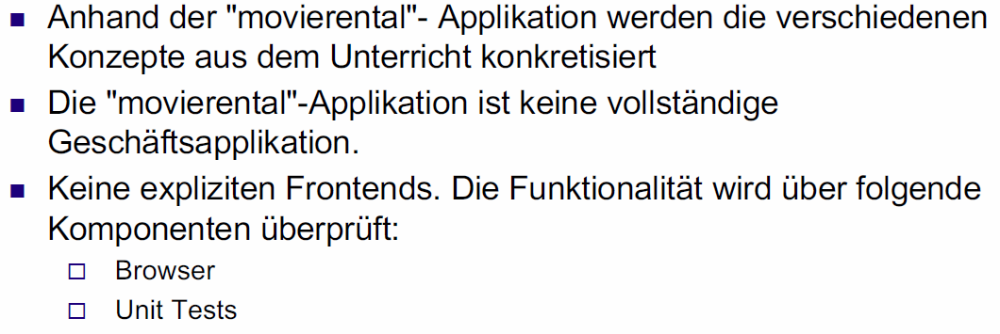 Anhand der "movierental"- Applikation werden die verschiedenen
Konzepte aus dem Unterricht konkretisiert
Die "movierental"-Applikation ist keine vollständige
Geschäftsapplikation.
Keine expliziten Frontends. Die Funktionalität wird über folgende
Komponenten überprüft:
Browser
Unit Tests